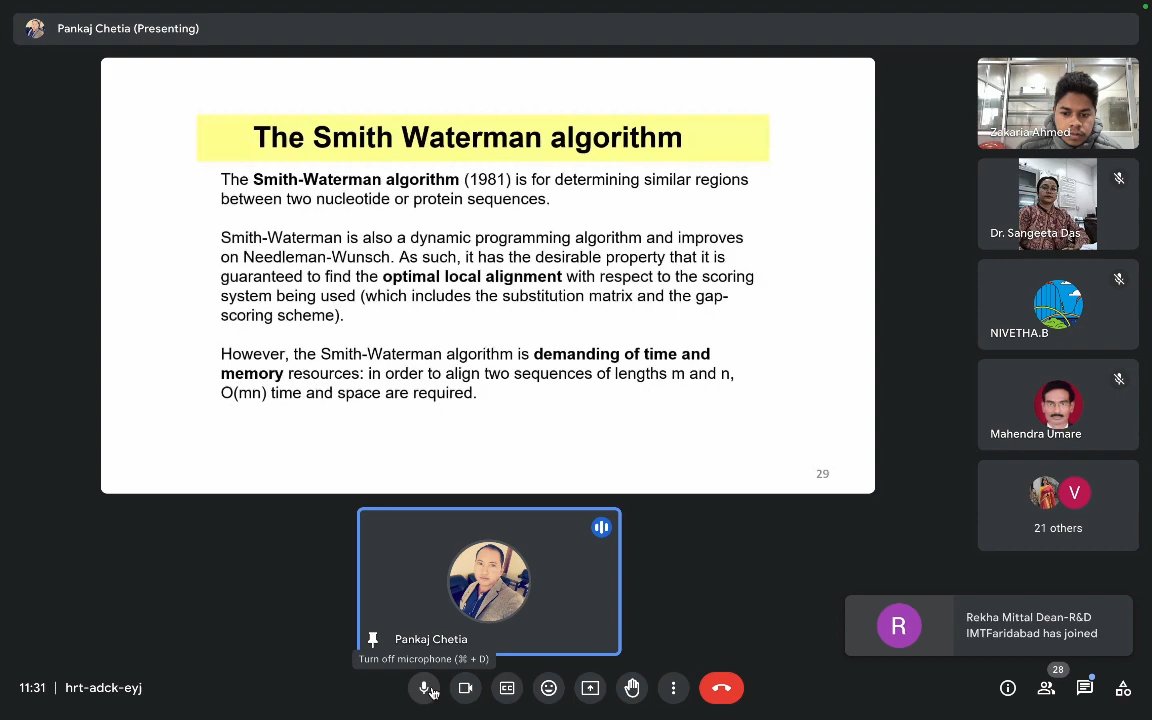 Pankaj Chetia (Presenting)
The Smith Waterman algorithm
The Smith-Waterman algorithm (1981) is for determining similar regions
between two nucleotide or protein sequences.
Smith-Waterman is also a dynamic programming algorithm and improves
on Needleman-Wunsch. As such, it has the desirable property that it is
guaranteed to find the optimal local alignment with respect to the scoring
system being used (which includes the substitution matrix and the gap-
scoring scheme).
However, the Smith-Waterman algorithm is demanding of time and
memory resources: in order to align two sequences of lengths m and n,
O(mn) time and space are required.
29
Zakaria Ahmed
Dr. Sangeeta Das
NIVETHA.B
Mahendra Umare
V
21 others
Pankaj Chetia
Turn off microphone (⌘ + D)
R
Rekha Mittal Dean-R&D
IMTFaridabad has joined
11:31 | hrt-adck-eyj
CC
28